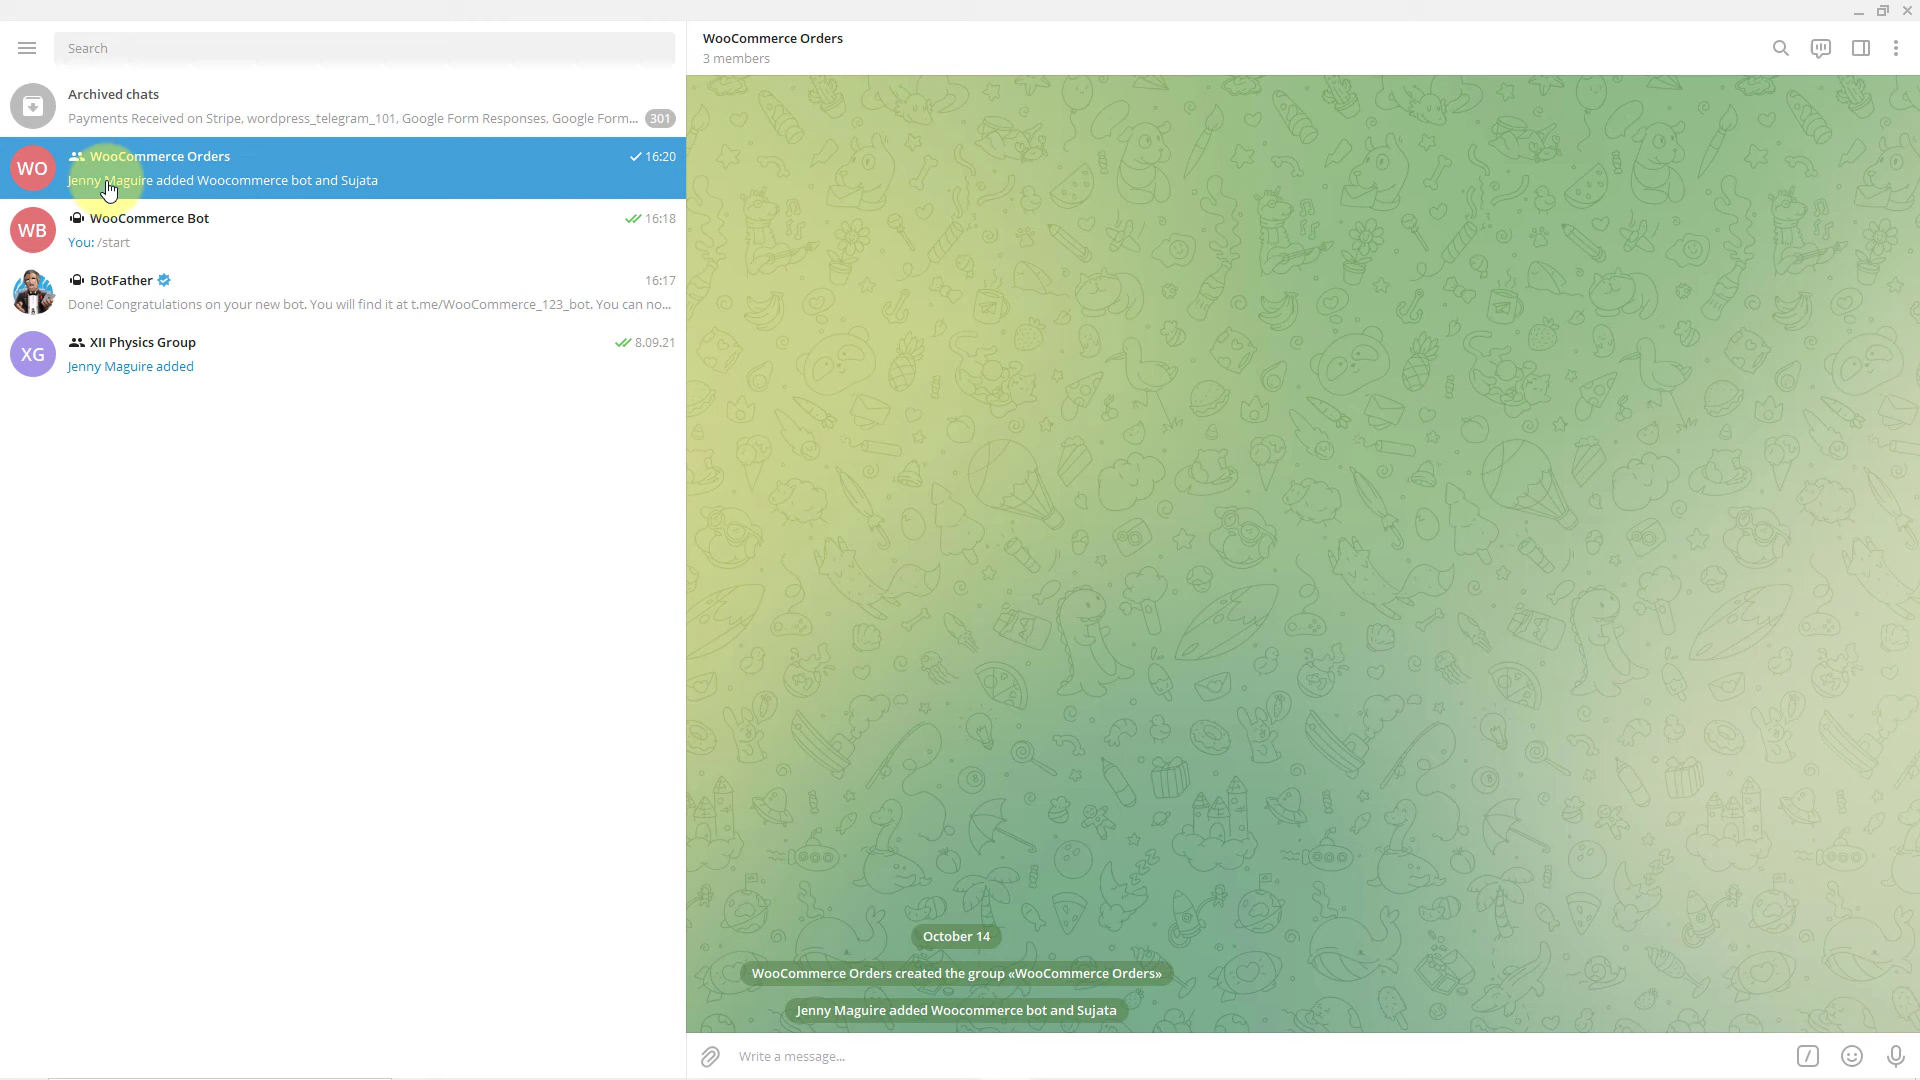 Search
Archived chats
Payments Received on Stripe, wordpress_telegram_101, Google Form Responses, Google Form...
301
WO
WooCommerce Orders
16:20
Jenny Maguire added Woocommerce bot and Sujata
WB
WooCommerce Bot
16:18
You: /start
BotFather
16:17
Done! Congratulations on your new bot. You will find it at t.me/WooCommerce_123_bot. You can no...
XG
XII Physics Group
8.09.21
Jenny Maguire added
WooCommerce Orders
3 members
October 14
WooCommerce Orders created the group «WooCommerce Orders»
Jenny Maguire added Woocommerce bot and Sujata
Write a message...